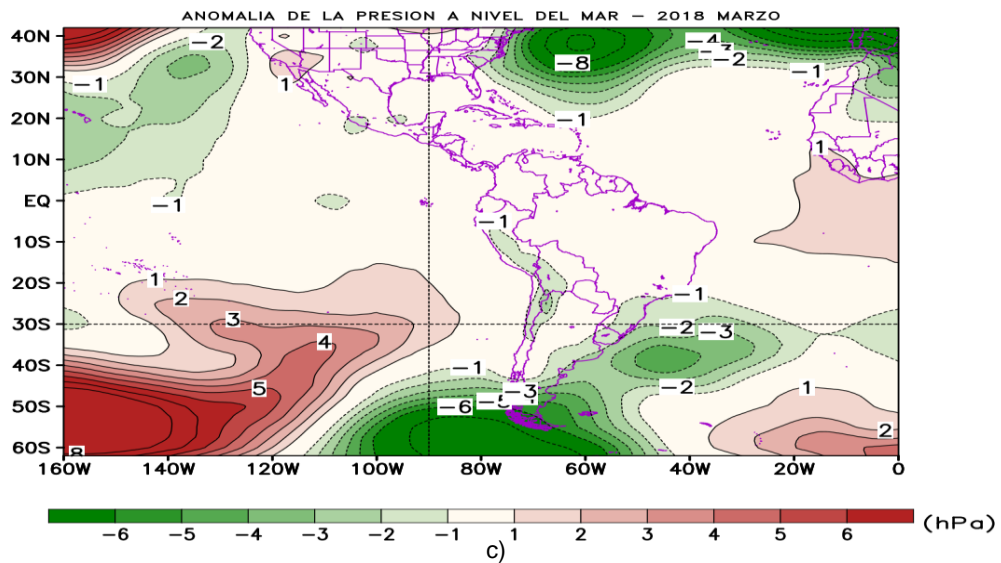 ANOMALIA DE LA PRESION A NIVEL DEL MAR – 2018 MARZO
40N
30N
20N
10N
EQ
10S
20S
30S
40S
50S
60S
−2
−4
−3
−8
−2
−1
−1
1
−1
1
−1
−1
1
−1
2
3
−2
−3
4
−1
−3
5
−2
1
−6
−5
2
8
160W 140W 120W 100W 80W 60W 40W 20W 0
−6 −5 −4 −3 −2 −1 1 2 3 4 5 6 (hPa)
c)